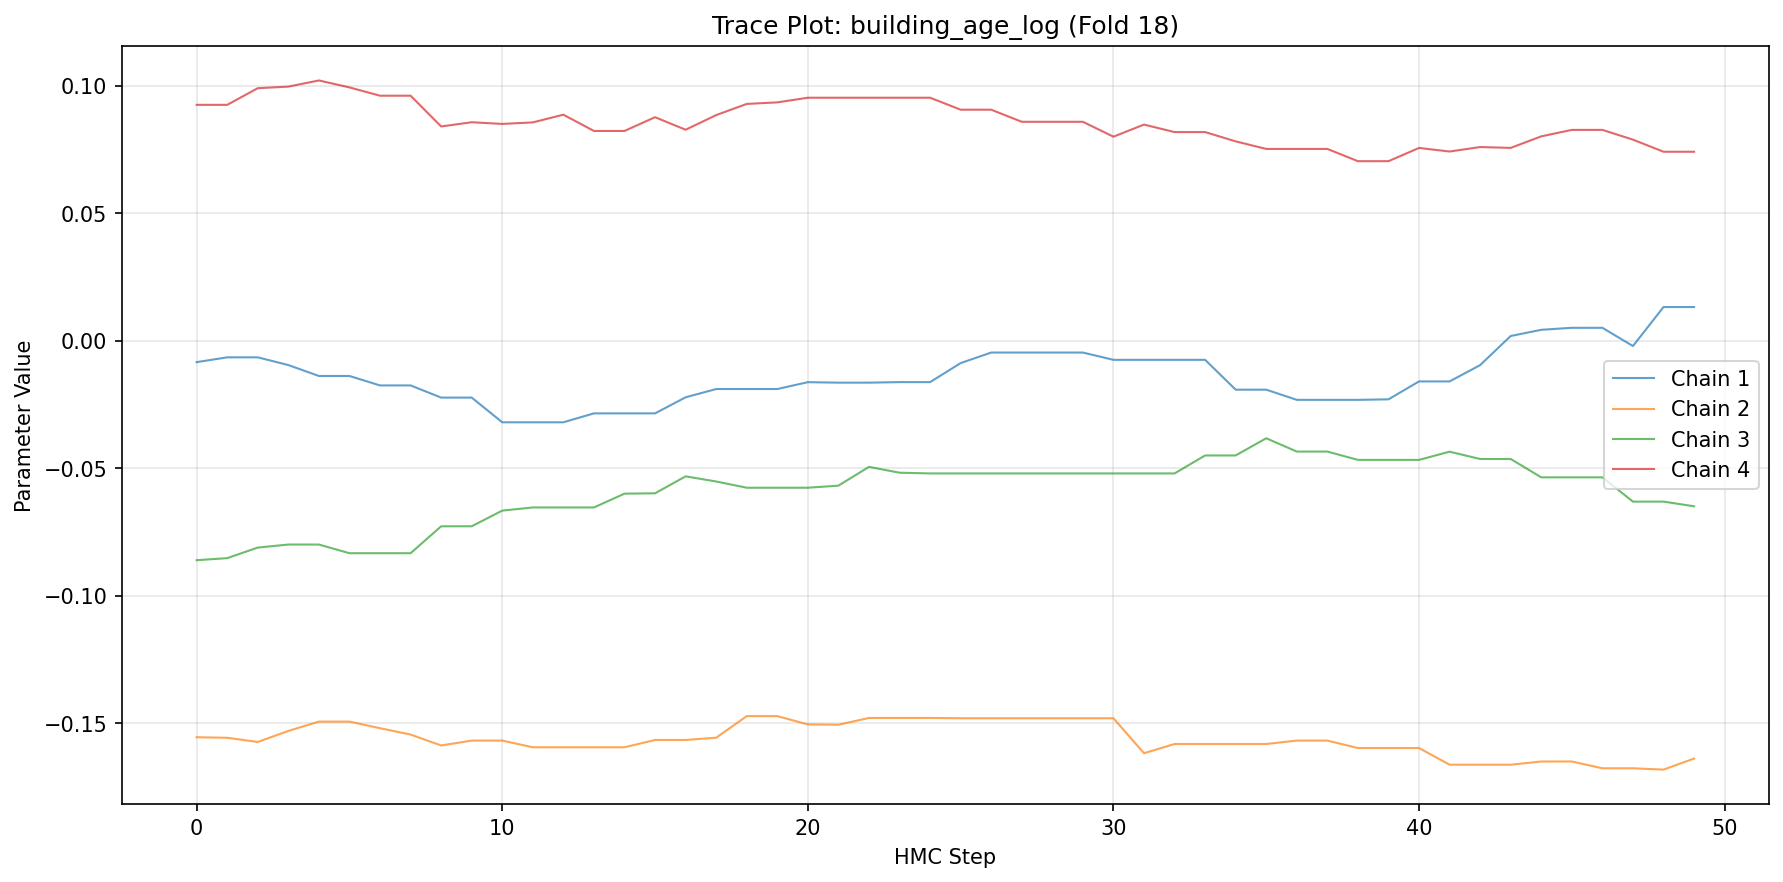 Trace Plot: building_age_log (Fold 18)
Parameter Value
0.10
0.05
0.00
−0.05
−0.10
−0.15
Chain 1
Chain 2
Chain 3
Chain 4
0
10
20
30
40
50
HMC Step